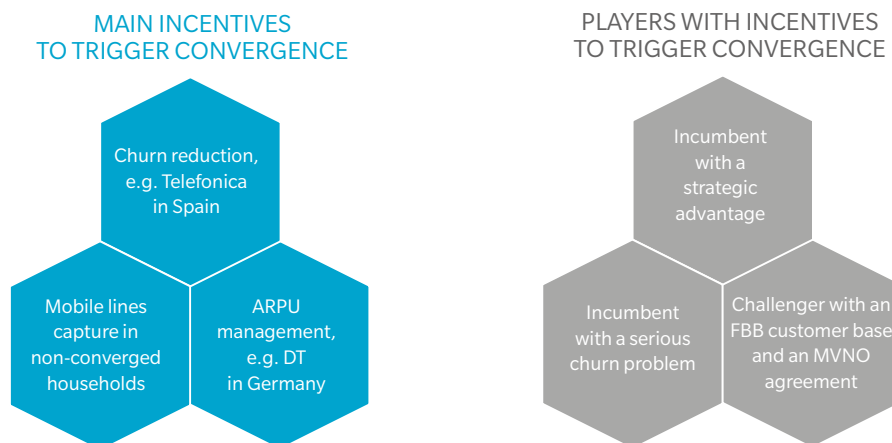 MAIN INCENTIVES
TO TRIGGER CONVERGENCE
Churn reduction,
e.g. Telefonica
in Spain
Mobile lines
capture in
non-converged
households
ARPU
management,
e.g. DT
in Germany
PLAYERS WITH INCENTIVES
TO TRIGGER CONVERGENCE
Incumbent
with a
strategic
advantage
Incumbent
with a serious
churn problem
Challenger with an
FBB customer base
and an MVNO
agreement